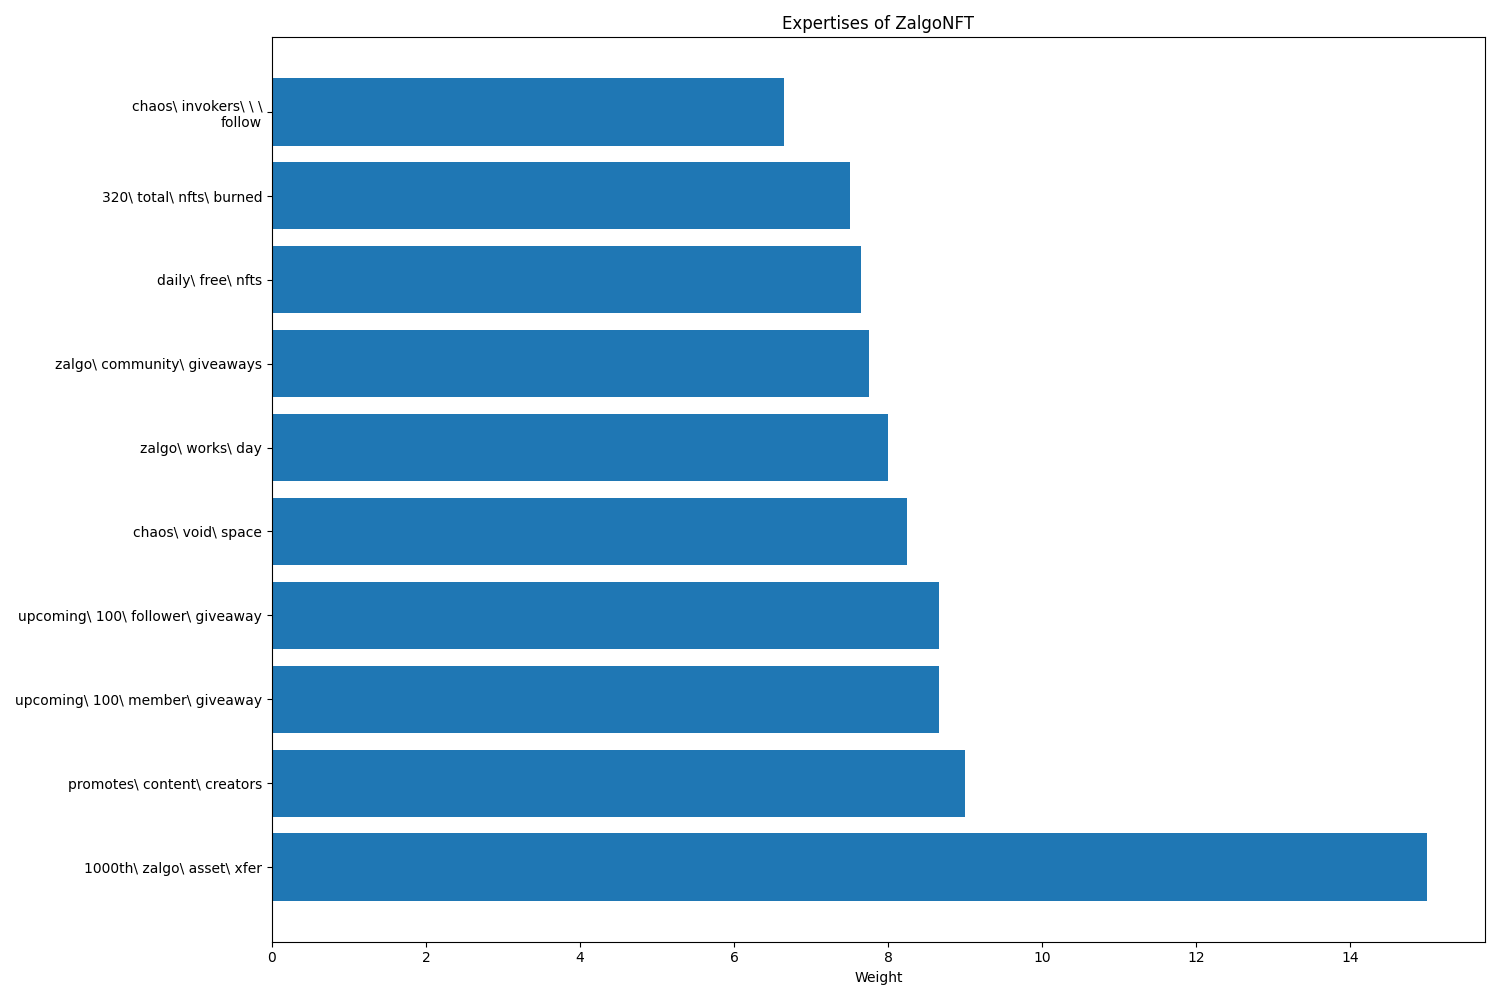 Expertises of ZalgoNFT
chaos\ invokers\ \ \
follow
320\ total\ nfts\ burned
daily\ free\ nfts
zalgo\ community\ giveaways
zalgo\ works\ day
chaos\ void\ space
upcoming\ 100\ follower\ giveaway
upcoming\ 100\ member\ giveaway
promotes\ content\ creators
1000th\ zalgo\ asset\ xfer
0 2 4 6 8 10 12 14
Weight